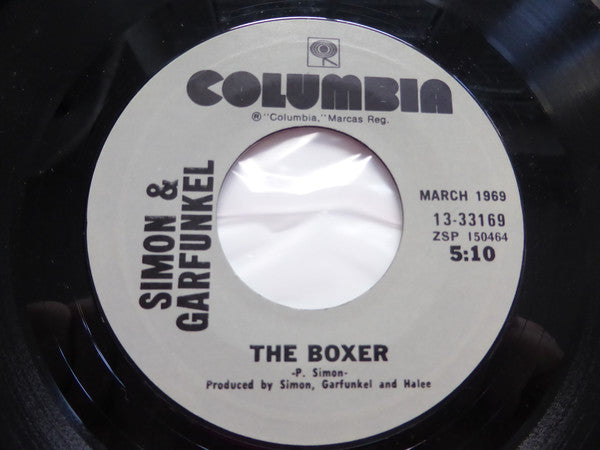 COLUMBIA
®"Columbia," Marcas Reg.
SIMON &
GARFUNKEL
MARCH 1969
13-33169
ZSP 150464
5:10
THE BOXER
-P. Simon-
Produced by Simon, Garfunkel and Halee